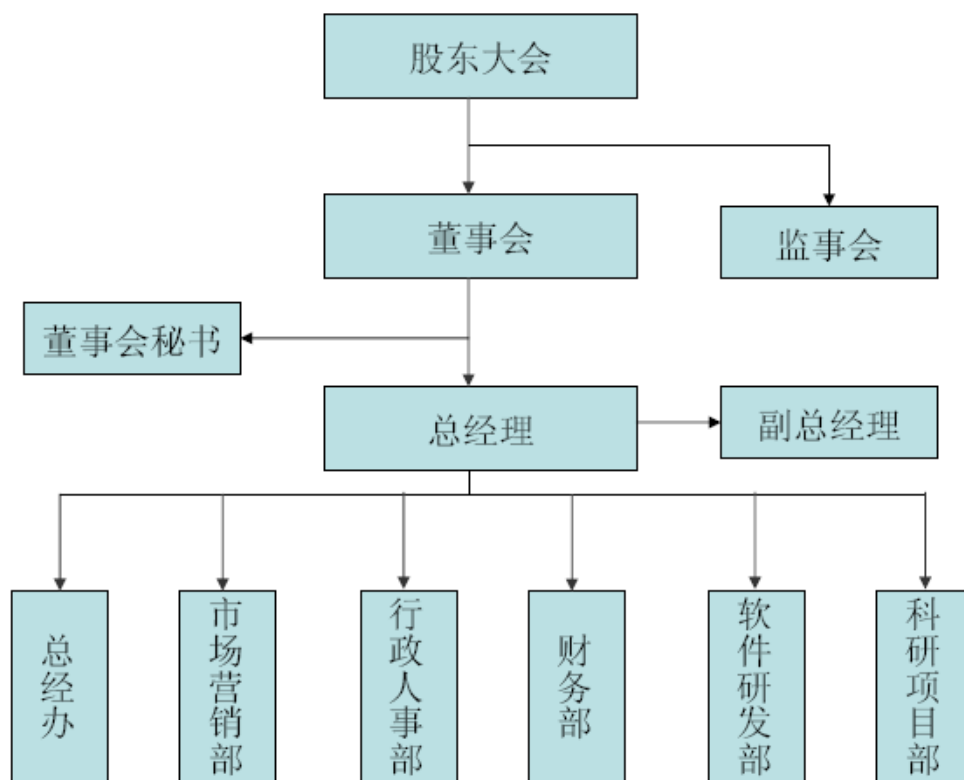 股东大会
董事会
监事会
董事会秘书
总经理
副总经理
总经办
市场营销部
行政人事部
财务部
软件研发部
科研项目部